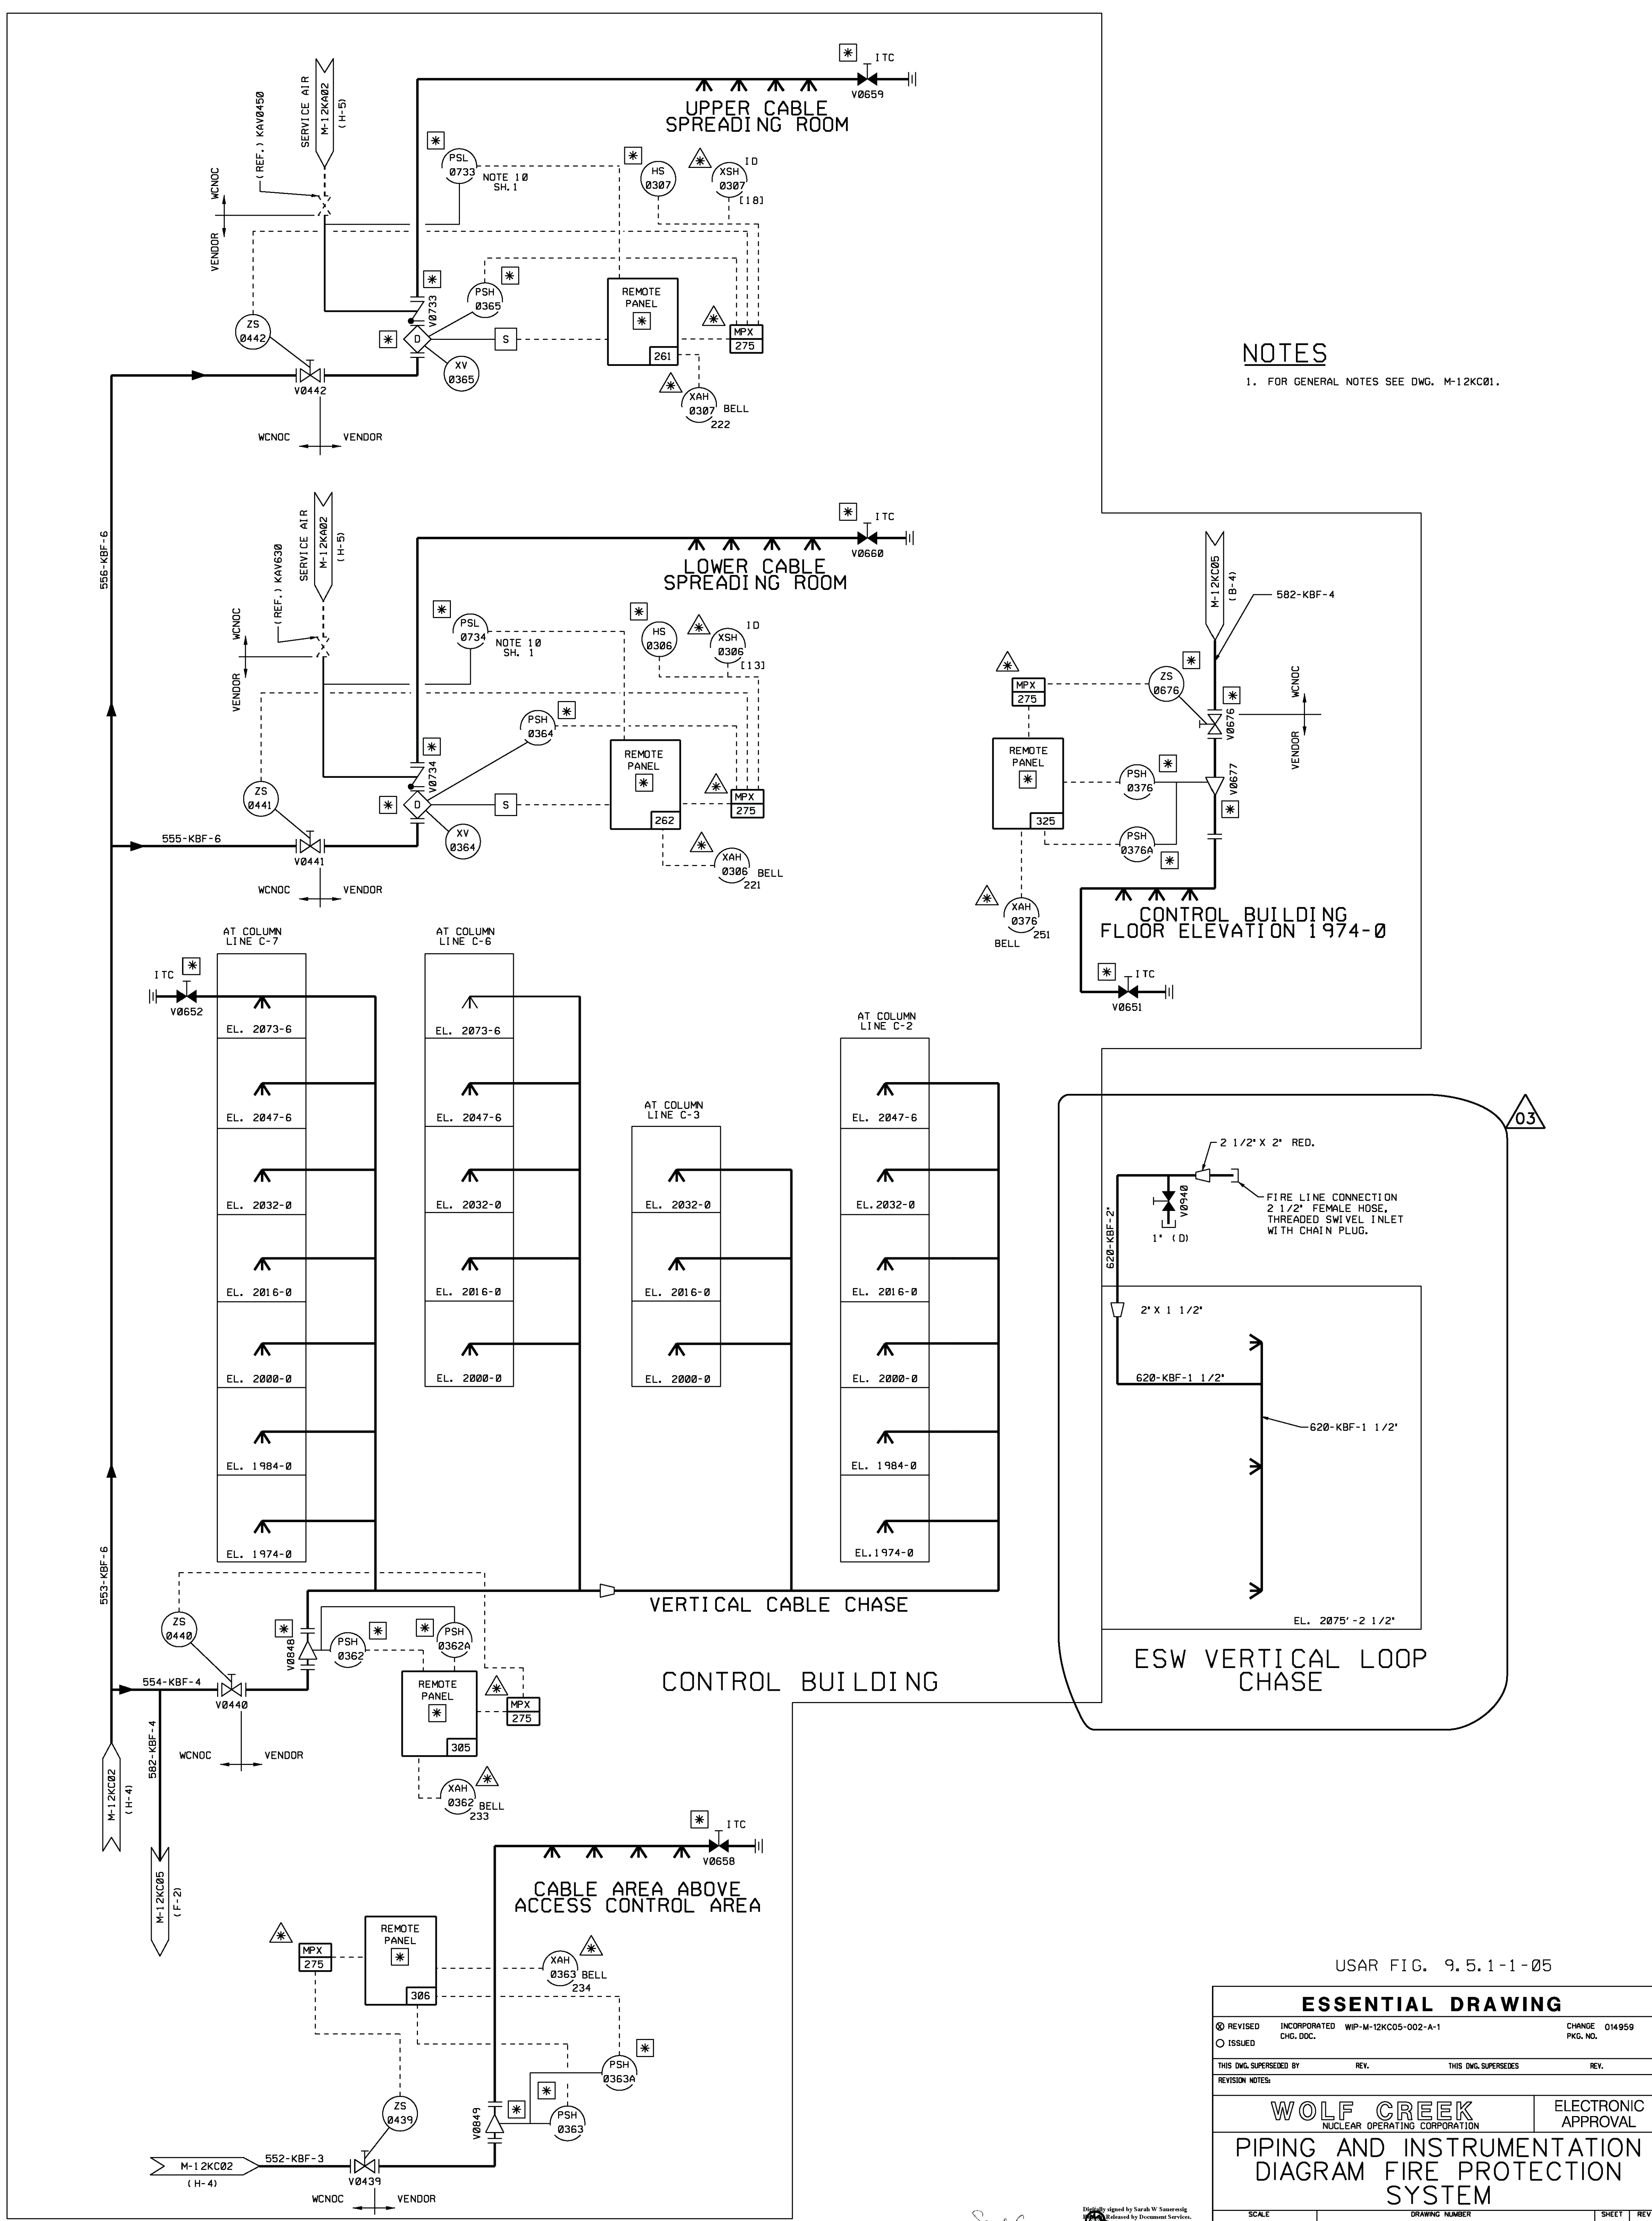 ITC
V0659
UPPER CABLE
SPREADING ROOM
SERVICE AIR
M-12KA02
(H-5)
(REF.) KAV0450
WCNOC
VENDOR
PSL
0733
NOTE 10
SH.1
HS
0307
XSH
0307
ID
[18]
ZS
0442
V0442
V0733
PSH
0365
D
S
XV
0365
REMOTE
PANEL
261
MPX
275
XAH
0307
BELL
222
WCNOC
VENDOR
NOTES
1. FOR GENERAL NOTES SEE DWG. M-12KC01.
556-KBF-6
ITC
V0660
LOWER CABLE
SPREADING ROOM
SERVICE AIR
M-12KA02
(H-5)
(REF.) KAV630
WCNOC
VENDOR
PSL
0734
NOTE 10
SH. 1
HS
0306
XSH
0306
ID
[13]
PSH
0364
V0734
ZS
0441
D
S
XV
0364
REMOTE
PANEL
262
MPX
275
XAH
0306
BELL
221
555-KBF-6
V0441
WCNOC
VENDOR
M-12KC05
(B-4)
582-KBF-4
MPX
275
ZS
0676
V0676
WCNOC
VENDOR
REMOTE
PANEL
325
PSH
0376
V0677
PSH
0376A
XAH
0376
BELL
251
CONTROL BUILDING
FLOOR ELEVATION 1974-0
ITC
V0651
AT COLUMN
LINE C-7
ITC
V0652
EL. 2073-6
EL. 2047-6
EL. 2032-0
EL. 2016-0
EL. 2000-0
EL. 1984-0
EL. 1974-0
AT COLUMN
LINE C-6
EL. 2073-6
EL. 2047-6
EL. 2032-0
EL. 2016-0
EL. 2000-0
AT COLUMN
LINE C-3
EL. 2032-0
EL. 2016-0
EL. 2000-0
AT COLUMN
LINE C-2
EL. 2047-6
EL.2032-0
EL. 2016-0
EL. 2000-0
EL. 1984-0
EL.1974-0
03
2 1/2" X 2" RED.
V0940
1" (D)
FIRE LINE CONNECTION
2 1/2" FEMALE HOSE,
THREADED SWIVEL INLET
WITH CHAIN PLUG.
620-KBF-2"
2" X 1 1/2"
620-KBF-1 1/2"
620-KBF-1 1/2"
EL. 2075'-2 1/2"
ESW VERTICAL LOOP
CHASE
553-KBF-6
VERTICAL CABLE CHASE
ZS
0440
V0848
PSH
0362
PSH
0362A
554-KBF-4
V0440
REMOTE
PANEL
305
MPX
275
CONTROL BUILDING
XAH
0362
BELL
233
WCNOC
VENDOR
582-KBF-4
M-12KC02
(H-4)
M-12KC05
(F-2)
ITC
V0658
CABLE AREA ABOVE
ACCESS CONTROL AREA
MPX
275
REMOTE
PANEL
306
XAH
0363
BELL
234
PSH
0363A
ZS
0439
V0849
PSH
0363
M-12KC02
(H-4)
552-KBF-3
V0439
WCNOC
VENDOR
USAR FIG. 9.5.1-1-05
ESSENTIAL DRAWING
REVISED
INCORPORATED
CHG. DOC.
WIP-M-12KC05-002-A-1
CHANGE
PKG. NO.
014959
ISSUED
THIS DWG. SUPERSEDED BY
REV.
THIS DWG. SUPERSEDES
REV.
REVISION NOTES:
WOLF CREEK
NUCLEAR OPERATING CORPORATION
ELECTRONIC
APPROVAL
PIPING AND INSTRUMENTATION
DIAGRAM FIRE PROTECTION
SYSTEM
SCALE
DRAWING NUMBER
SHEET
REV
Digitally signed by Sarah W Saueressig
Released by Document Services.